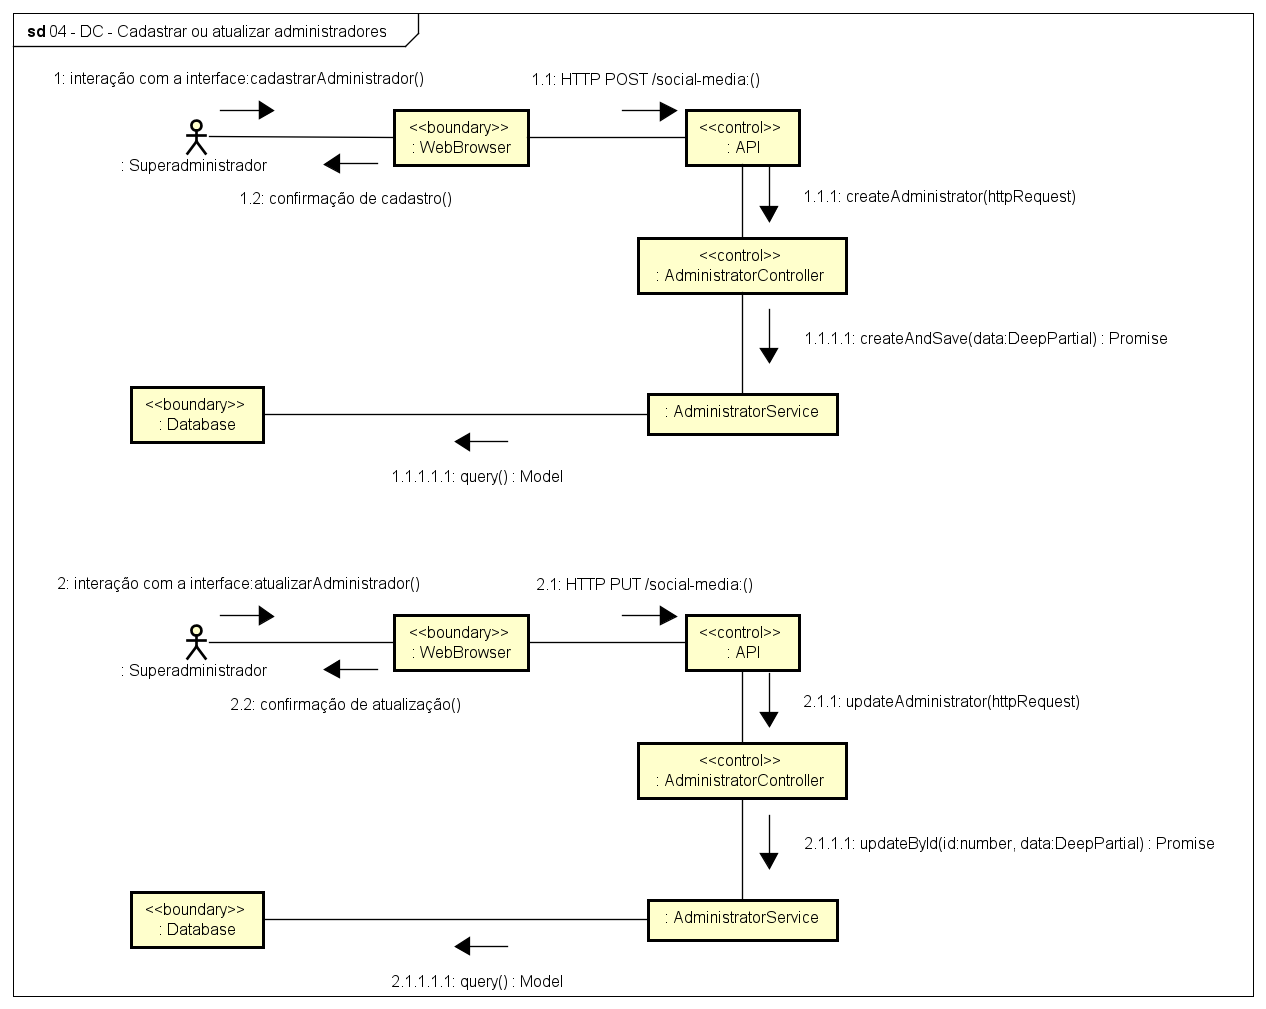 sd 04 - DC - Cadastrar ou atualizar administradores
1: interação com a interface:cadastrarAdministrador()
1.1: HTTP POST /social-media:()
<<boundary>>
: WebBrowser
<<control>>
: API
: Superadministrador
1.2: confirmação de cadastro()
1.1.1: createAdministrator(httpRequest)
<<control>>
: AdministratorController
1.1.1.1: createAndSave(data:DeepPartial) : Promise
<<boundary>>
: Database
: AdministratorService
1.1.1.1.1: query() : Model
2: interação com a interface:atualizarAdministrador()
2.1: HTTP PUT /social-media:()
<<boundary>>
: WebBrowser
<<control>>
: API
: Superadministrador
2.2: confirmação de atualização()
2.1.1: updateAdministrator(httpRequest)
<<control>>
: AdministratorController
2.1.1.1: updateById(id:number, data:DeepPartial) : Promise
<<boundary>>
: Database
: AdministratorService
2.1.1.1.1: query() : Model